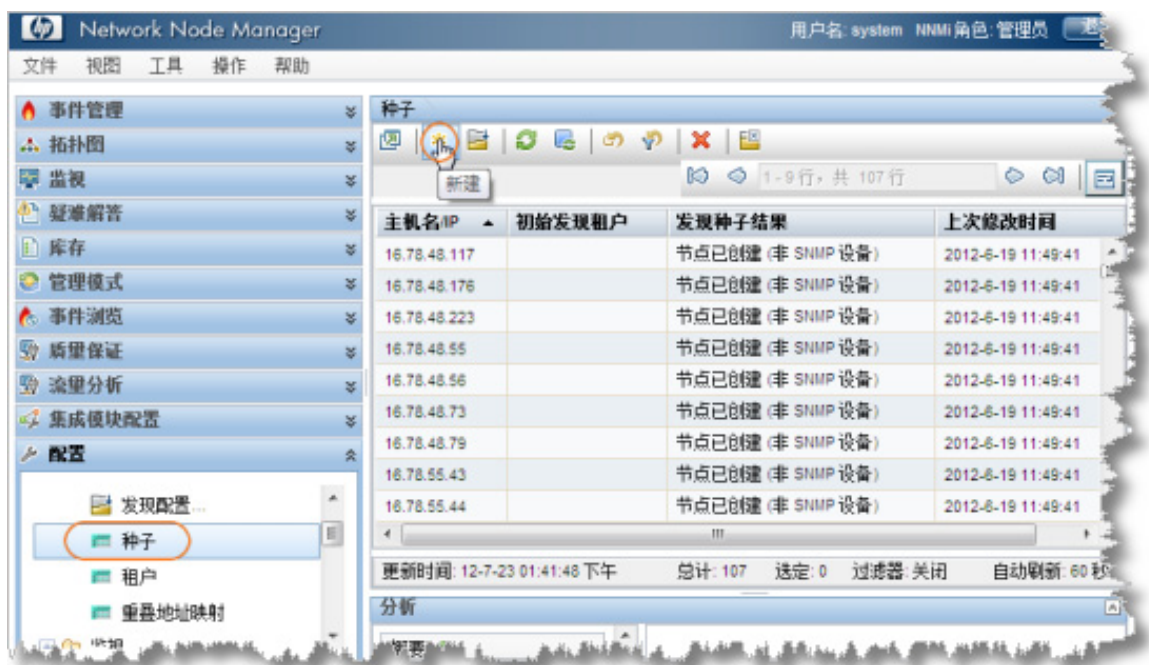 hp Network Node Manager
用户名: system NNMi 角色: 管理员
文件 视图 工具 操作 帮助
事件管理
拓扑图
监视
疑难解答
库存
管理模式
事件浏览
质量保证
流量分析
集成模块配置
配置
发现配置...
种子
租户
重叠地址映射
监视
种子
新建
1 - 9 行，共 107 行
主机名/IP 初始发现租户 发现种子结果 上次修改时间
16.78.48.117 节点已创建 (非 SNMP 设备) 2012-6-19 11:49:41
16.78.48.176 节点已创建 (非 SNMP 设备) 2012-6-19 11:49:41
16.78.48.223 节点已创建 (非 SNMP 设备) 2012-6-19 11:49:41
16.78.48.55 节点已创建 (非 SNMP 设备) 2012-6-19 11:49:41
16.78.48.56 节点已创建 (非 SNMP 设备) 2012-6-19 11:49:41
16.78.48.73 节点已创建 (非 SNMP 设备) 2012-6-19 11:49:41
16.78.48.79 节点已创建 (非 SNMP 设备) 2012-6-19 11:49:41
16.78.55.43 节点已创建 (非 SNMP 设备) 2012-6-19 11:49:41
16.78.55.44 节点已创建 (非 SNMP 设备) 2012-6-19 11:49:41
更新时间: 12-7-23 01:41:48 下午 总计: 107 选定: 0 过滤器: 关闭 自动刷新: 60 秒
分析